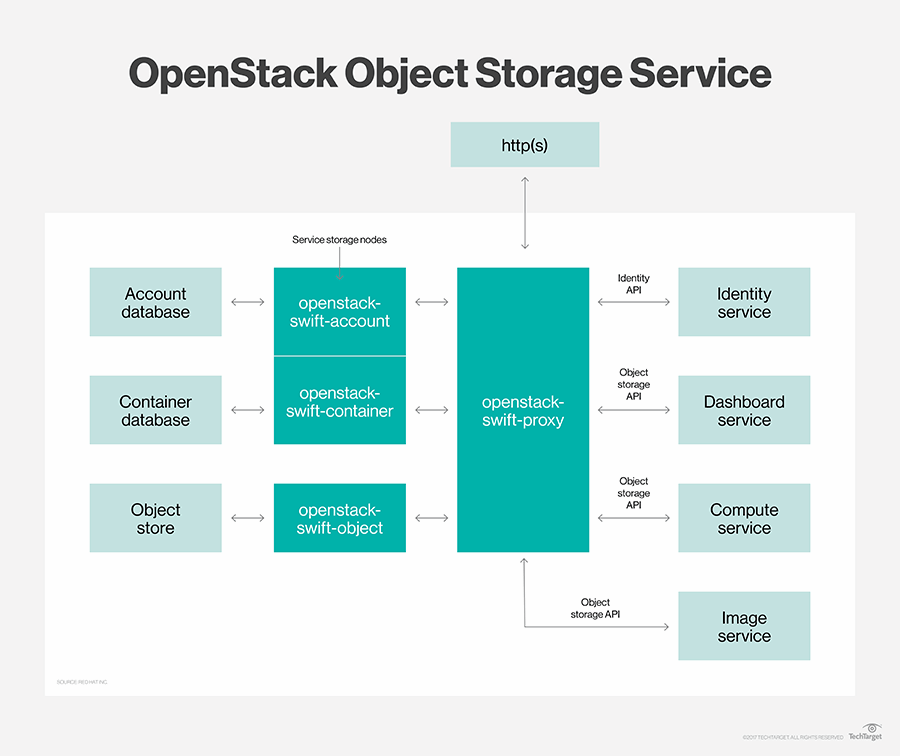 OpenStack Object Storage Service
http(s)
Service storage nodes
Account
database
openstack-
swift-account
Identity
API
Identity
service
Container
database
openstack-
swift-container
openstack-
swift-proxy
Object
storage
API
Dashboard
service
Object
store
openstack-
swift-object
Object
storage
API
Compute
service
Object
storage API
Image
service
SOURCE: RED HAT INC.
©2017 TECHTARGET. ALL RIGHTS RESERVED
TechTarget